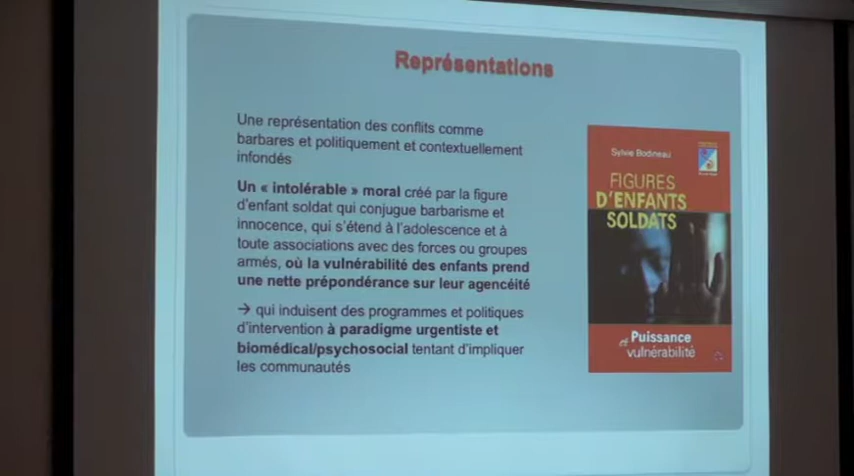 Représentations
Une représentation des conflits comme
barbares et politiquement et contextuellement
infondés
Un « intolérable » moral créé par la figure
d'enfant soldat qui conjugue barbarisme et
innocence, qui s'étend à l'adolescence et à
toute associations avec des forces ou groupes
armés, où la vulnérabilité des enfants prend
une nette prépondérance sur leur agencéité
→ qui induisent des programmes et politiques
d'intervention à paradigme urgentiste et
biomédical/psychosocial tentant d'impliquer
les communautés
Sylvie Bodineau
FIGURES
D'ENFANTS
SOLDATS
Puissance
et vulnérabilité